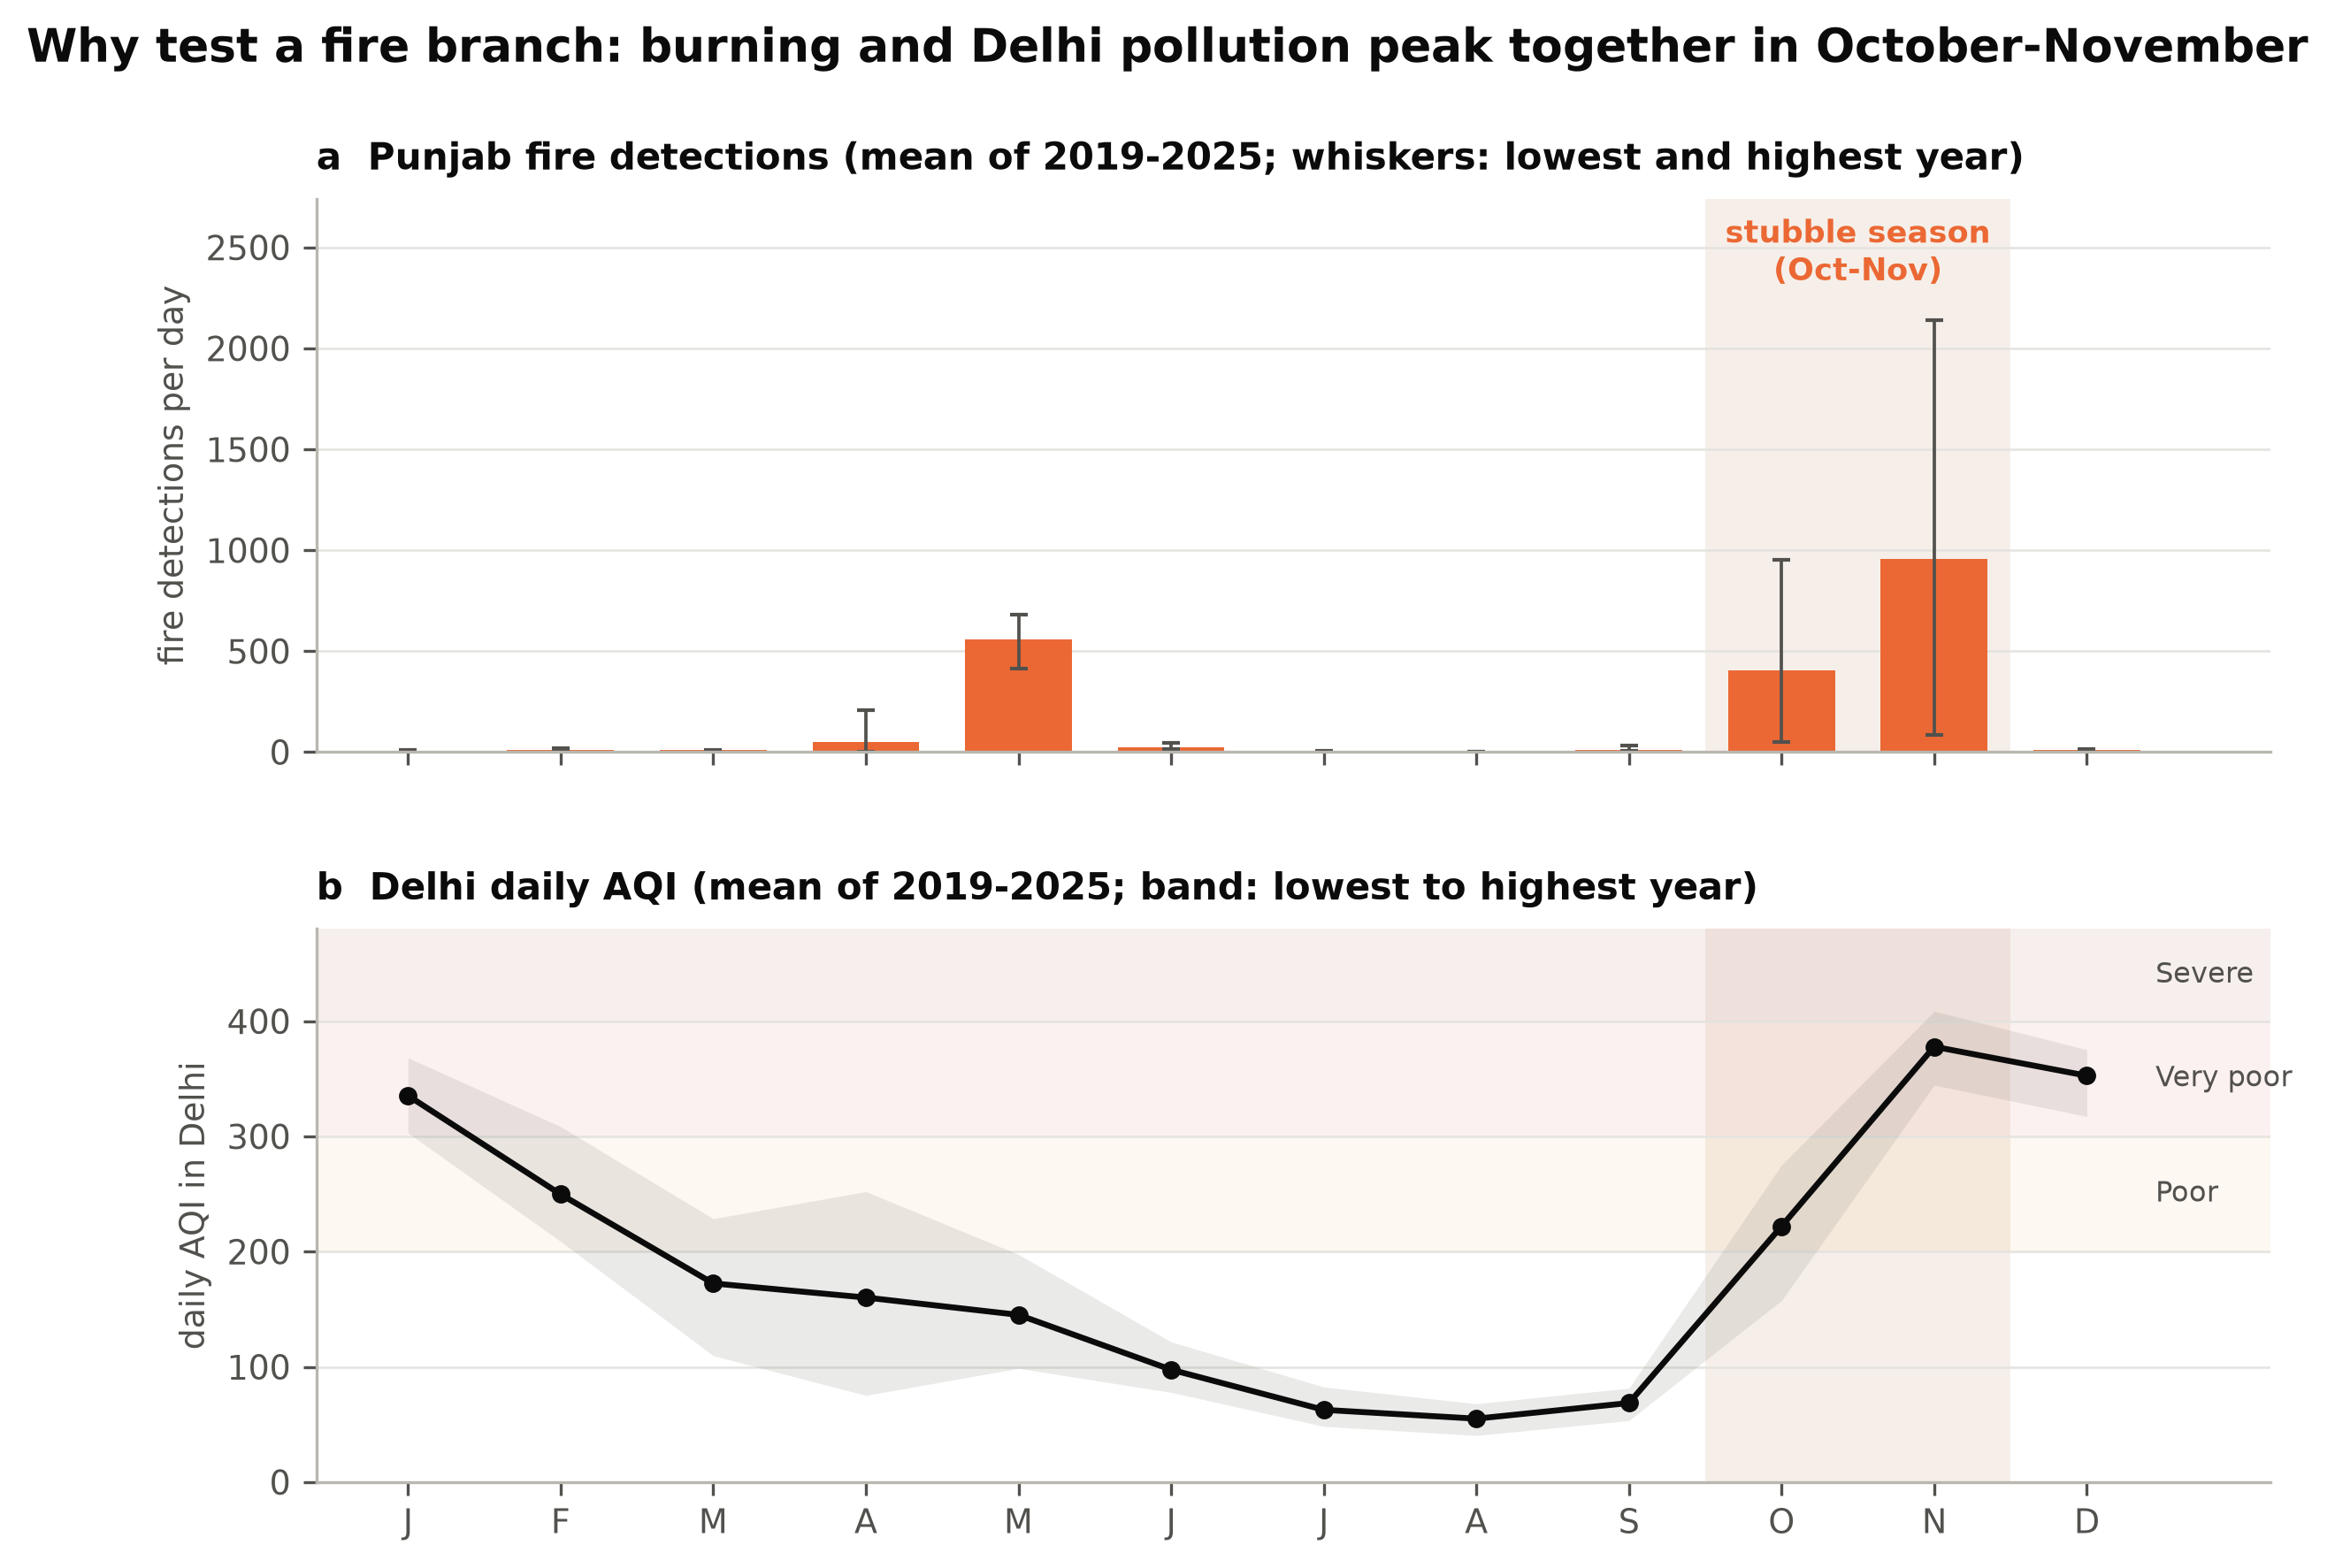 Why test a fire branch: burning and Delhi pollution peak together in October-November
a Punjab fire detections (mean of 2019-2025; whiskers: lowest and highest year)
stubble season
(Oct-Nov)
fire detections per day
2500
2000
1500
1000
500
0
b Delhi daily AQI (mean of 2019-2025; band: lowest to highest year)
daily AQI in Delhi
400
300
200
100
0
Severe
Very poor
Poor
J F M A M J J A S O N D